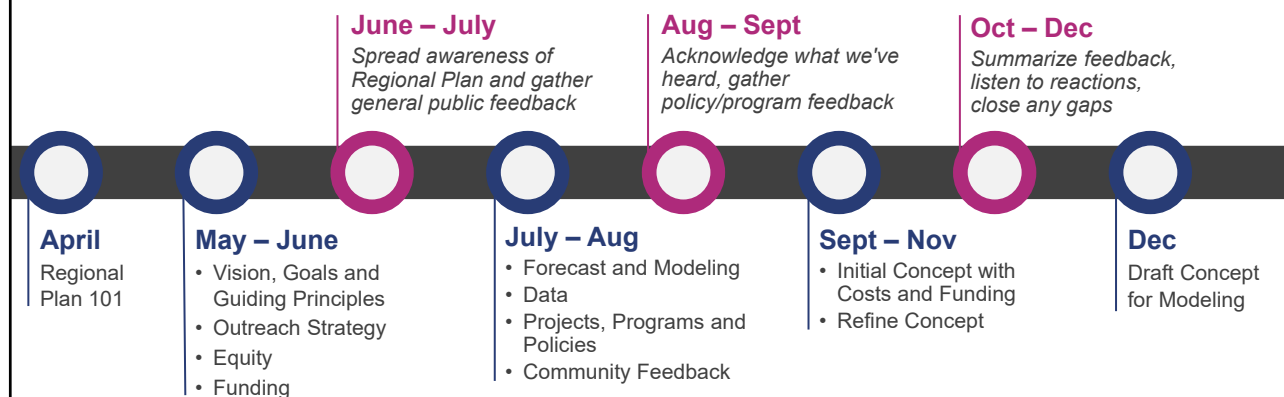 June – July
Spread awareness of
Regional Plan and gather
general public feedback
Aug – Sept
Acknowledge what we've
heard, gather
policy/program feedback
Oct – Dec
Summarize feedback,
listen to reactions,
close any gaps
April
Regional
Plan 101
May – June
• Vision, Goals and
Guiding Principles
• Outreach Strategy
• Equity
• Funding
July – Aug
• Forecast and Modeling
• Data
• Projects, Programs and
Policies
• Community Feedback
Sept – Nov
• Initial Concept with
Costs and Funding
• Refine Concept
Dec
Draft Concept
for Modeling